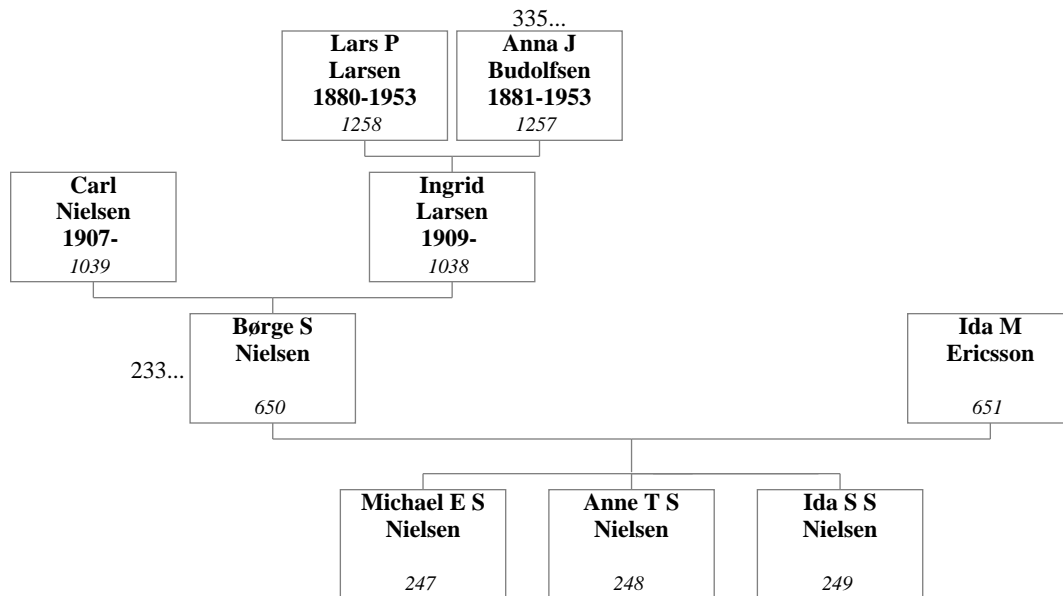 335...
Lars P
Larsen
1880-1953
1258
Anna J
Budolfsen
1881-1953
1257
Carl
Nielsen
1907-
1039
Ingrid
Larsen
1909-
1038
233...
Børge S
Nielsen
650
Ida M
Ericsson
651
Michael E S
Nielsen
247
Anne T S
Nielsen
248
Ida S S
Nielsen
249